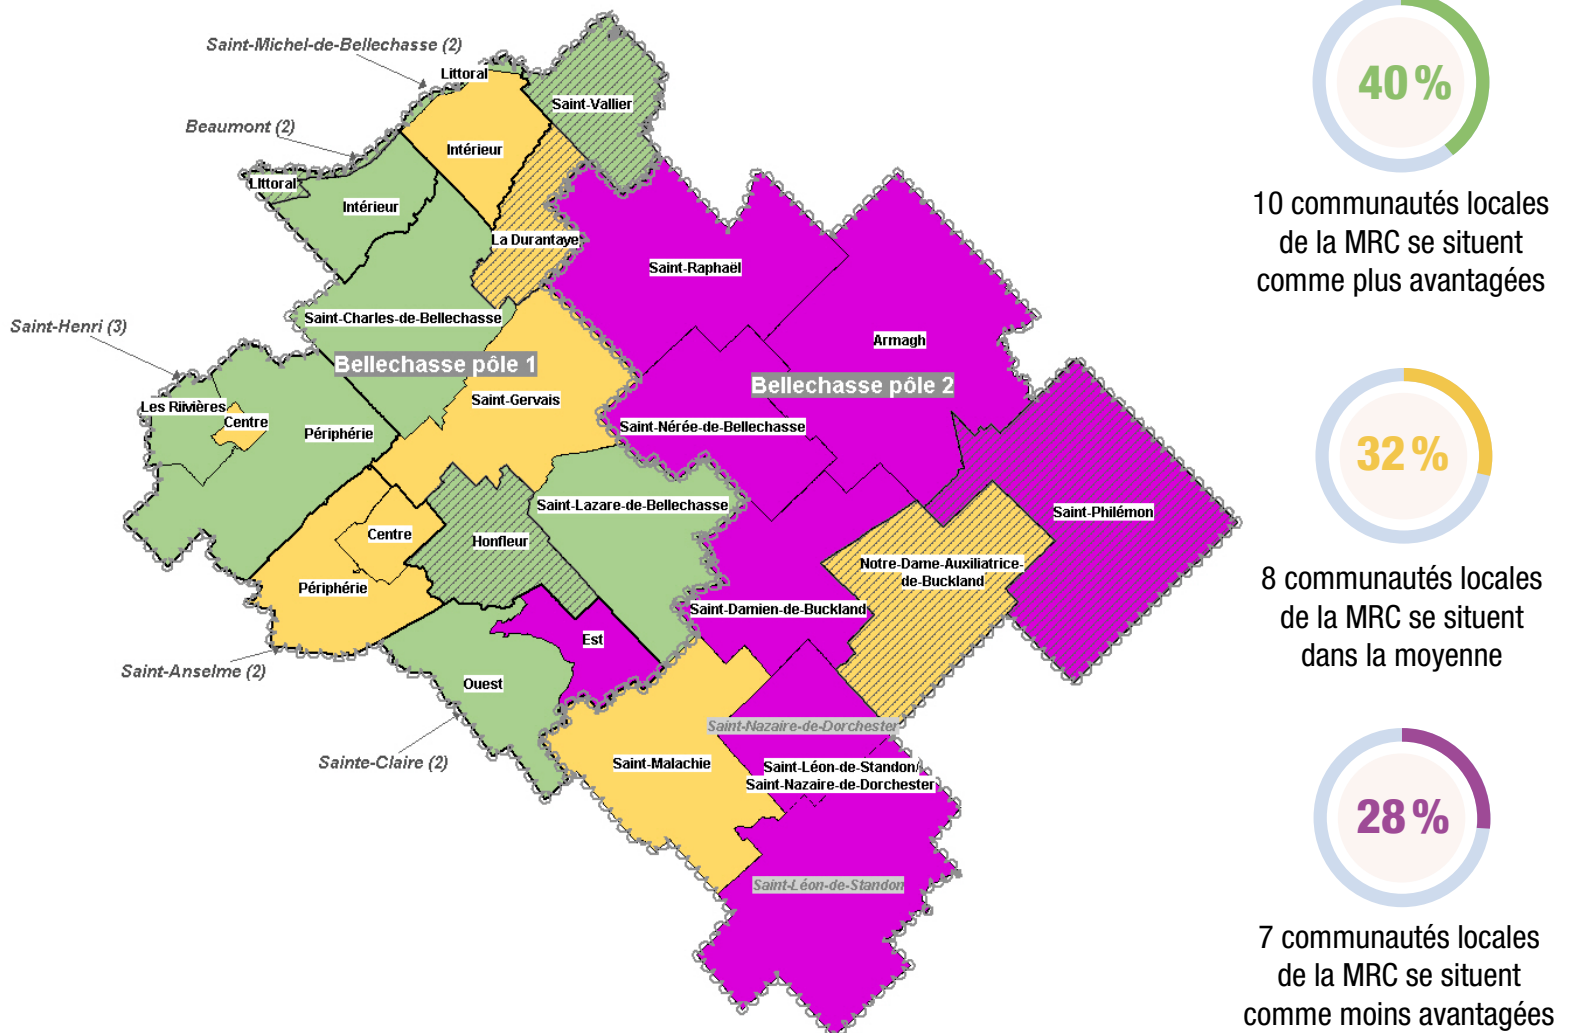 Saint-Michel-de-Bellechasse (2)
Littoral
Saint-Vallier
Beaumont (2)
Intérieur
LIttoral
Intérieur
La Durantaye
Saint-Raphaël
Saint-Charles-de-Bellechasse
Saint-Henri (3)
Armagh
Bellechasse pôle 1
Bellechasse pôle 2
Saint-Gervais
Les Riivières
Centre
Périphérie
Saint-Nérée-de-Bellechasse
Saint-Lazare-de-Bellechasse
Saint-Philémon
Centre
Honfleur
Notre-Dame-Auxiliatrice-
de-Buckland
Périphérie
Saint-Damien-de-Buckland
Est
Saint-Anselme (2)
Ouest
Saint-Nazaire-de-Dorchester
Sainte-Claire (2)
Saint-Malachie
Saint-Léon-de-Standon/
Saint-Nazaire-de-Dorchester
Saint-Léon-de-Standon
40 %
10 communautés locales
de la MRC se situent
comme plus avantagées
32 %
8 communautés locales
de la MRC se situent
dans la moyenne
28 %
7 communautés locales
de la MRC se situent
comme moins avantagées